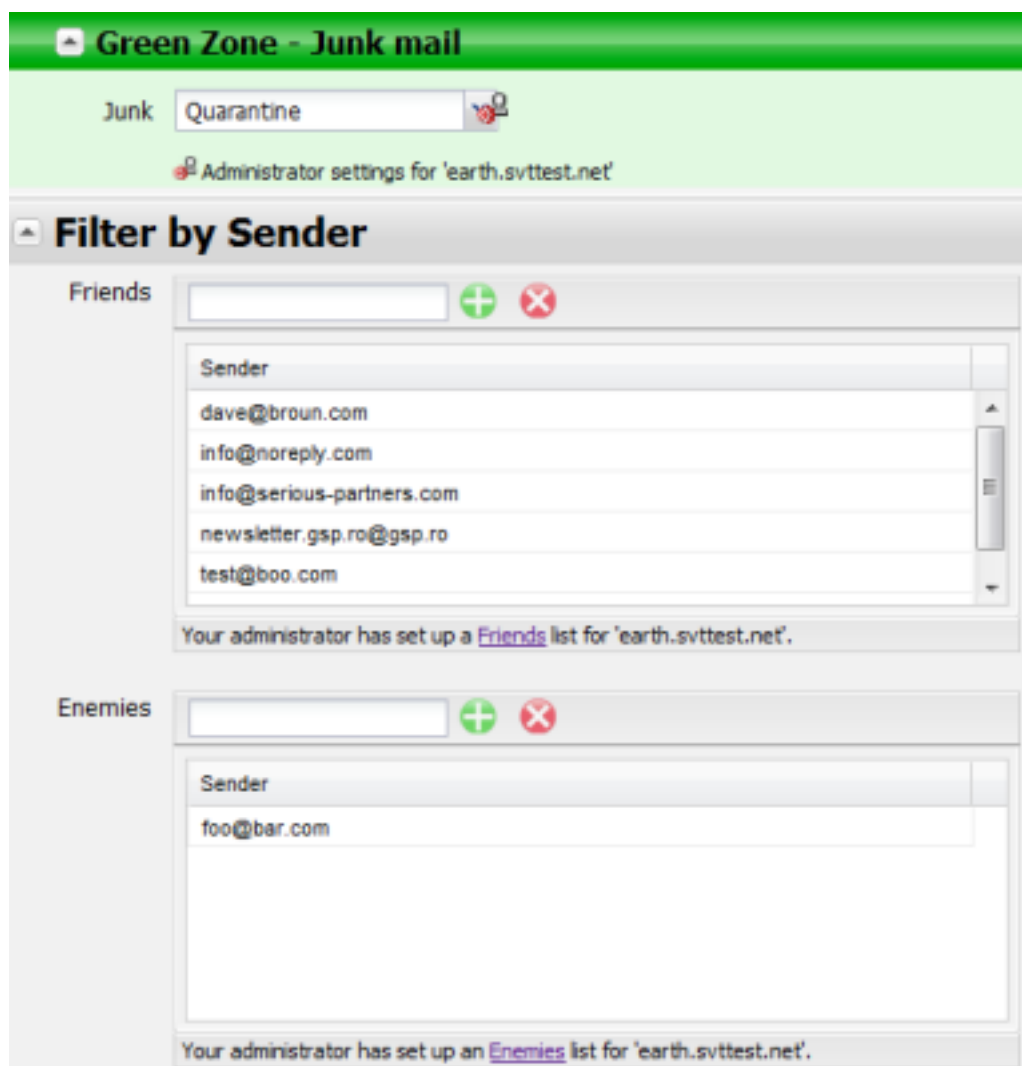 Green Zone - Junk mail
Junk Quarantine
Administrator settings for 'earth.svttest.net'
Filter by Sender
Friends
Sender
dave@broun.com
info@noreply.com
info@serious-partners.com
newsletter.gsp.ro@gsp.ro
test@boo.com
Your administrator has set up a Friends list for 'earth.svttest.net'.
Enemies
Sender
foo@bar.com
Your administrator has set up an Enemies list for 'earth.svttest.net'.